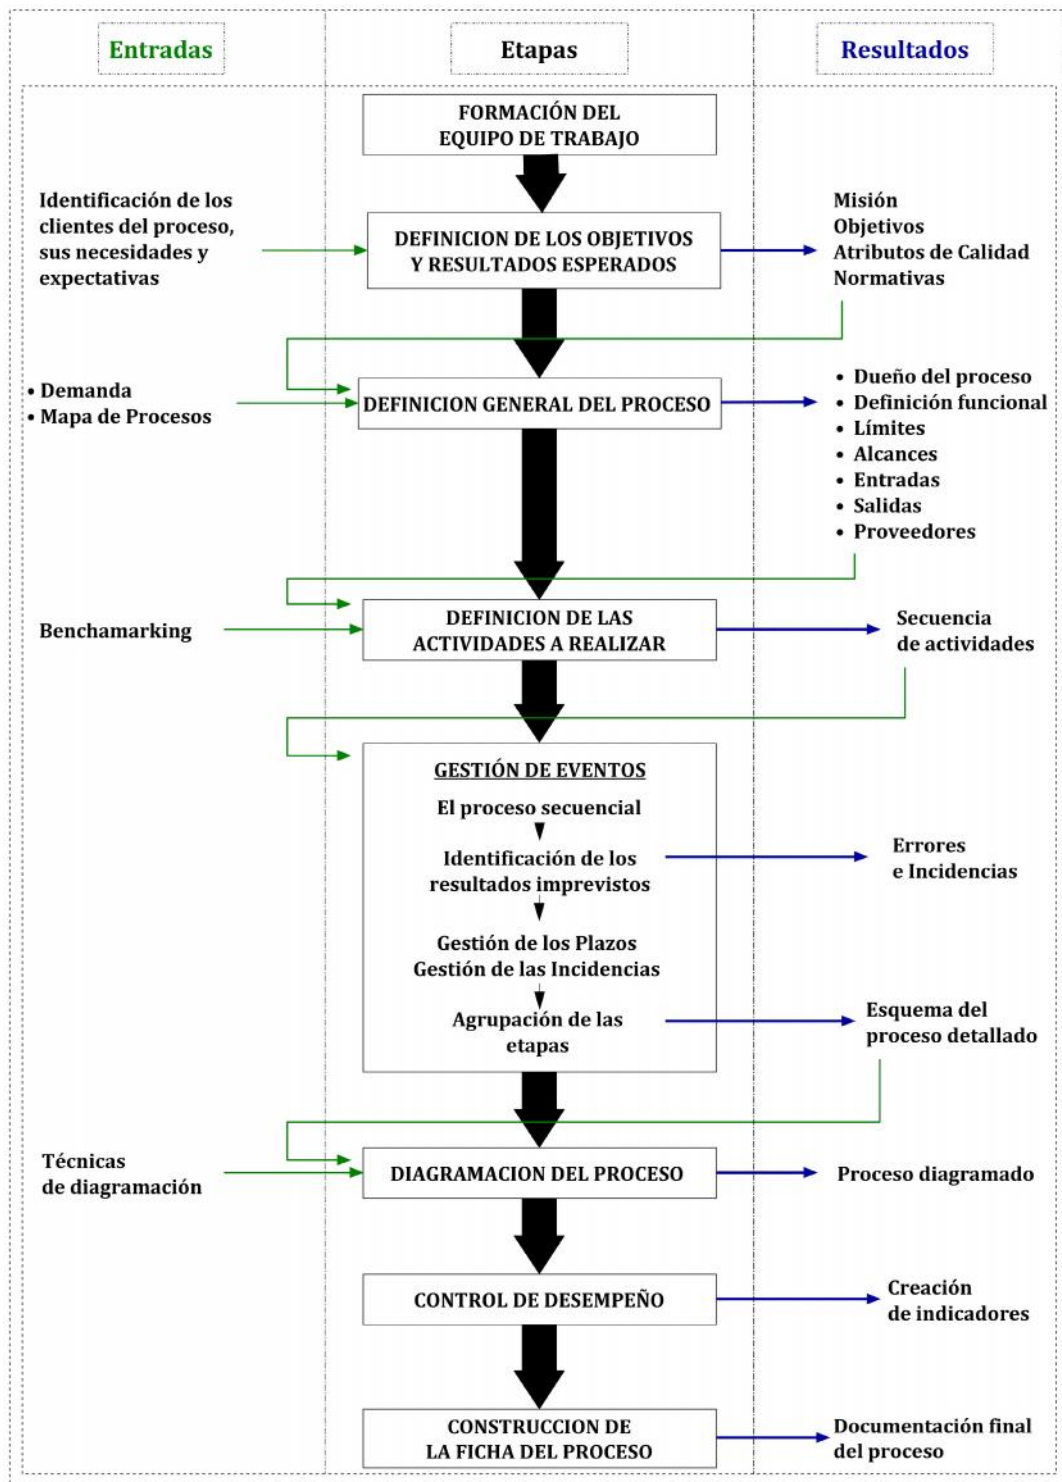 Entradas
Etapas
Resultados
FORMACIÓN DEL
EQUIPO DE TRABAJO
Identificación de los
clientes del proceso,
sus necesidades y
expectativas
DEFINICION DE LOS OBJETIVOS
Y RESULTADOS ESPERADOS
Misión
Objetivos
Atributos de Calidad
Normativas
• Demanda
• Mapa de Procesos
DEFINICION GENERAL DEL PROCESO
• Dueño del proceso
• Definición funcional
• Límites
• Alcances
• Entradas
• Salidas
• Proveedores
Benchamarking
DEFINICION DE LAS
ACTIVIDADES A REALIZAR
Secuencia
de actividades
GESTIÓN DE EVENTOS
El proceso secuencial
Identificación de los
resultados imprevistos
Errores
e Incidencias
Gestión de los Plazos
Gestión de las Incidencias
Agrupación de las
etapas
Esquema del
proceso detallado
Técnicas
de diagramación
DIAGRAMACION DEL PROCESO
Proceso diagramado
CONTROL DE DESEMPEÑO
Creación
de indicadores
CONSTRUCCION DE
LA FICHA DEL PROCESO
Documentación final
del proceso